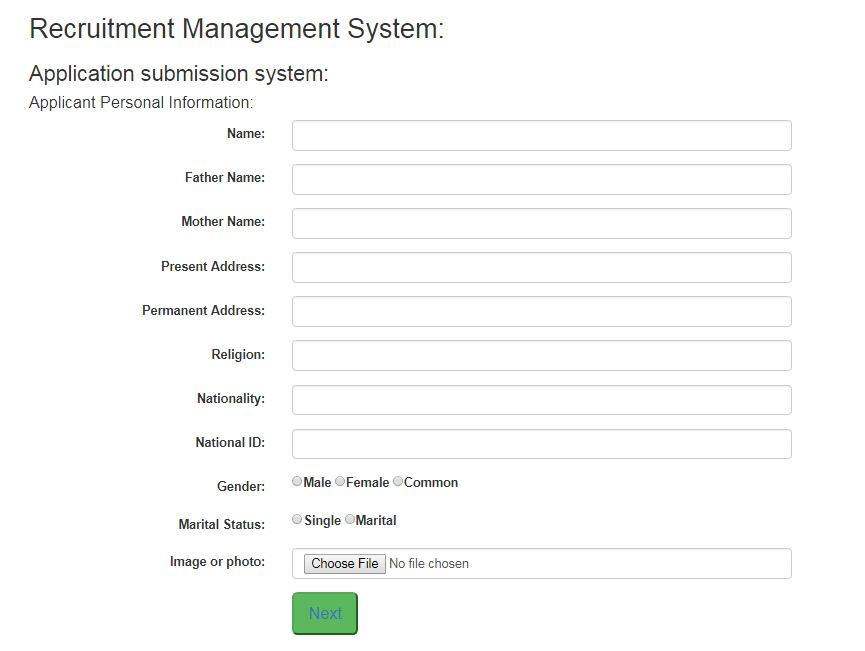 Recruitment Management System:
Application submission system:
Applicant Personal Information:
Name:
Father Name:
Mother Name:
Present Address:
Permanent Address:
Religion:
Nationality:
National ID:
Gender: Male Female Common
Marital Status: Single Marital
Image or photo: Choose File No file chosen
Next